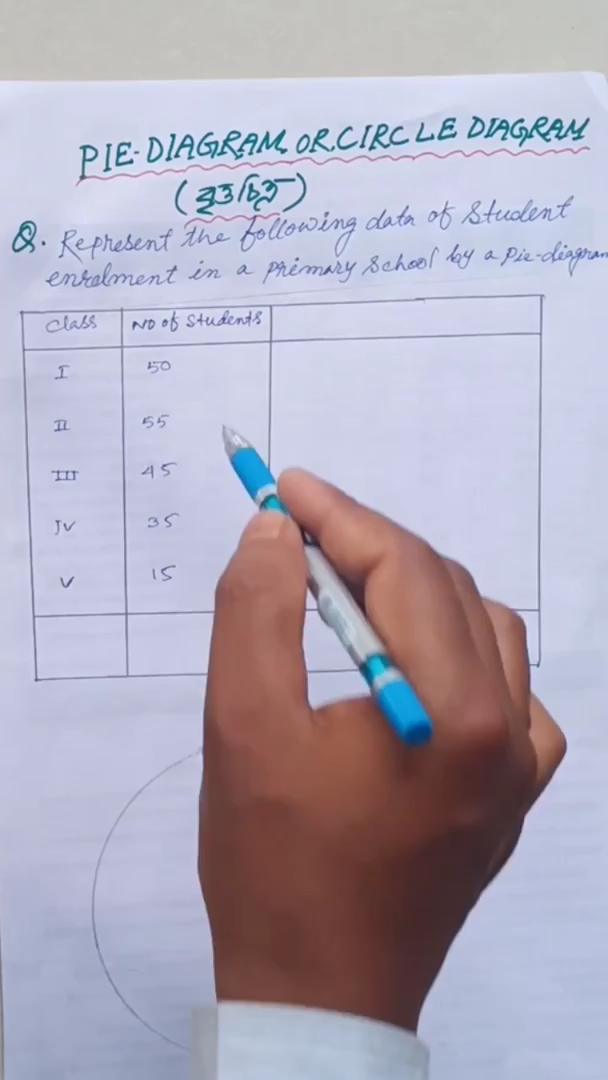 PIE-DIAGRAM OR CIRCLE DIAGRAM
Q. Represent the following data of Student
enrolment in a primary School by a Pie-diagram
Class No of Students
I 50
II 55
III 45
IV 35
V 15